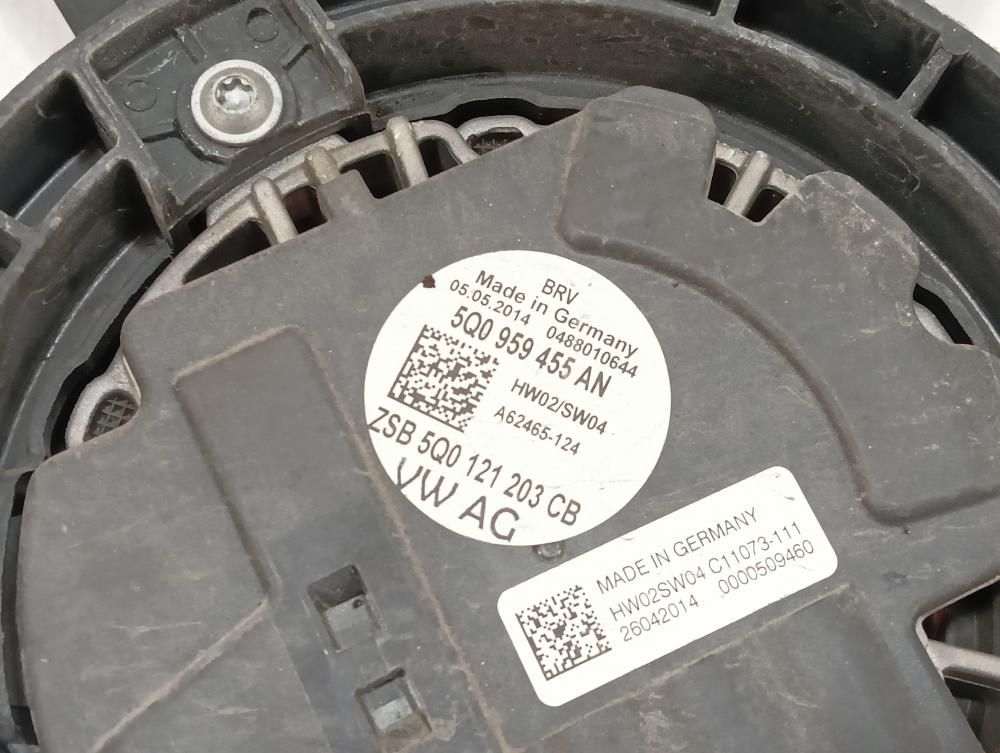 BRV
Made in Germany
05.05.2014 0488010644
5Q0 959 455 AN
HW02/SW04
A62465-124
ZSB 5Q0 121 203 CB
VW AG
MADE IN GERMANY
HW02SW04 C11073-111
26042014 0000509460